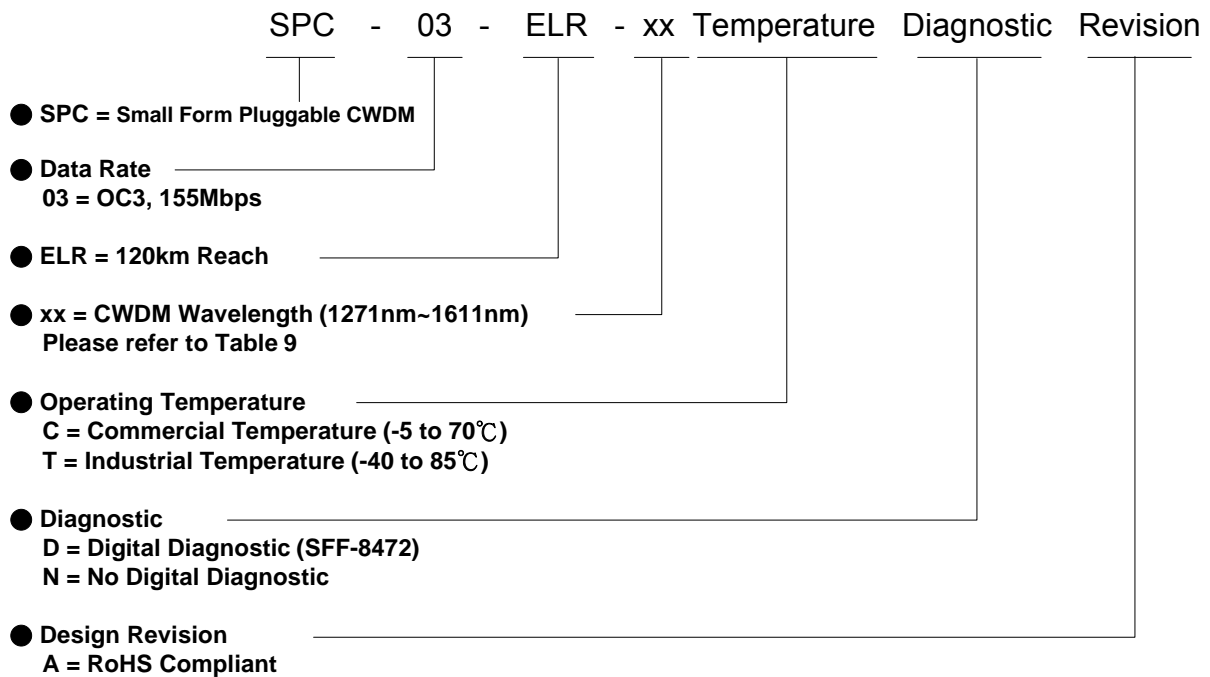 SPC - 03 - ELR - xx Temperature Diagnostic Revision
● SPC = Small Form Pluggable CWDM
● Data Rate
03 = OC3, 155Mbps
● ELR = 120km Reach
● xx = CWDM Wavelength (1271nm~1611nm)
Please refer to Table 9
● Operating Temperature
C = Commercial Temperature (-5 to 70℃)
T = Industrial Temperature (-40 to 85℃)
● Diagnostic
D = Digital Diagnostic (SFF-8472)
N = No Digital Diagnostic
● Design Revision
A = RoHS Compliant